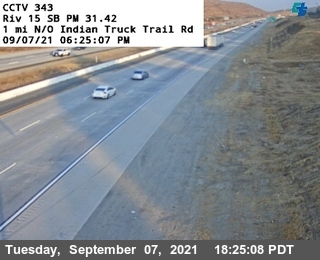 CCTV 343
Riv 15 SB PM 31.42
1 mi N/O Indian Truck Trail Rd
09/07/21 06:25:07 PM
Tuesday, September 07, 2021 18:25:08 PDT